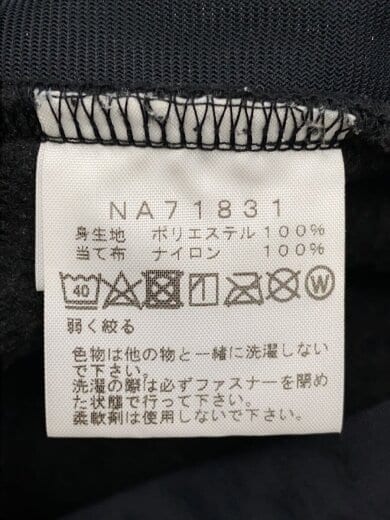 NA71831
身生地 ポリエステル 100%
当て布 ナイロン 100%
40 W
弱く絞る
色物は他の物と一緒に洗濯しない
で下さい。
洗濯の際は必ずファスナーを閉め
た状態で行って下さい。
柔軟剤は使用しないで下さい。